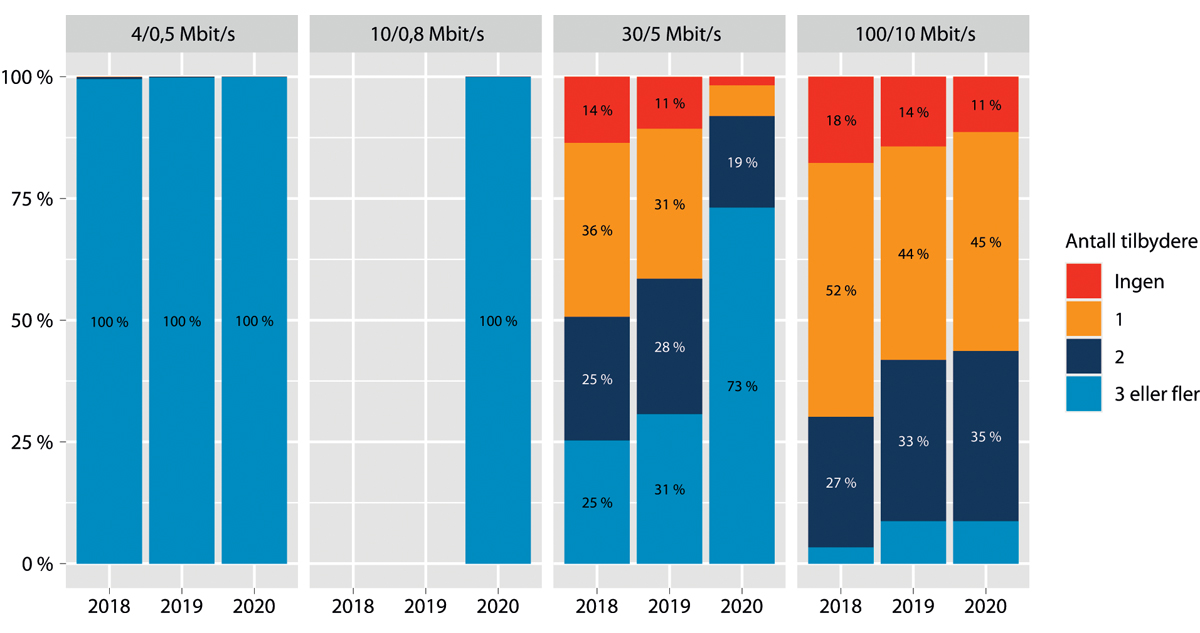 4/0,5 Mbit/s
10/0,8 Mbit/s
30/5 Mbit/s
100/10 Mbit/s
100 %
75 %
50 %
25 %
0 %
100 %
100 %
100 %
100 %
14 %
36 %
25 %
25 %
11 %
31 %
28 %
31 %
19 %
73 %
18 %
52 %
27 %
14 %
44 %
33 %
11 %
45 %
35 %
2018 2019 2020
2018 2019 2020
2018 2019 2020
2018 2019 2020
Antall tilbydere
Ingen
1
2
3 eller fler